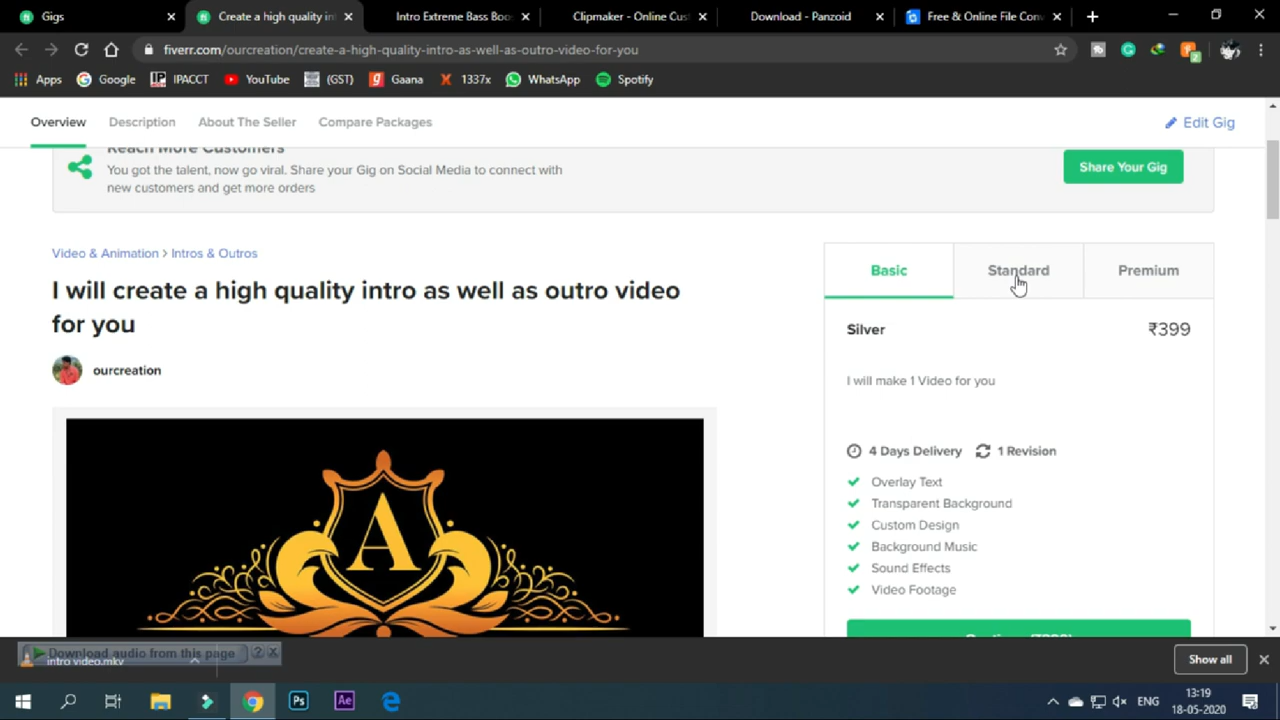 Gigs
Create a high quality in
Intro Extreme Bass Boo
Clipmaker - Online Cus
Download - Panzoid
Free & Online File Con
fiverr.com/ourcreation/create-a-high-quality-intro-as-well-as-outro-video-for-you
Apps
Google
IPACCT
YouTube
(GST)
Gaana
1337x
WhatsApp
Spotify
Overview
Description
About The Seller
Compare Packages
Edit Gig
Reach More Customers
You got the talent, now go viral. Share your Gig on Social Media to connect with
new customers and get more orders
Share Your Gig
Video & Animation > Intros & Outros
I will create a high quality intro as well as outro video
for you
ourcreation
A
Basic
Standard
Premium
Silver
₹399
I will make 1 Video for you
4 Days Delivery
1 Revision
Overlay Text
Transparent Background
Custom Design
Background Music
Sound Effects
Video Footage
Continue (₹399)
Download audio from this page
?
intro video.mkv
Show all
Ps
Ae
ENG
13:19
18-05-2020